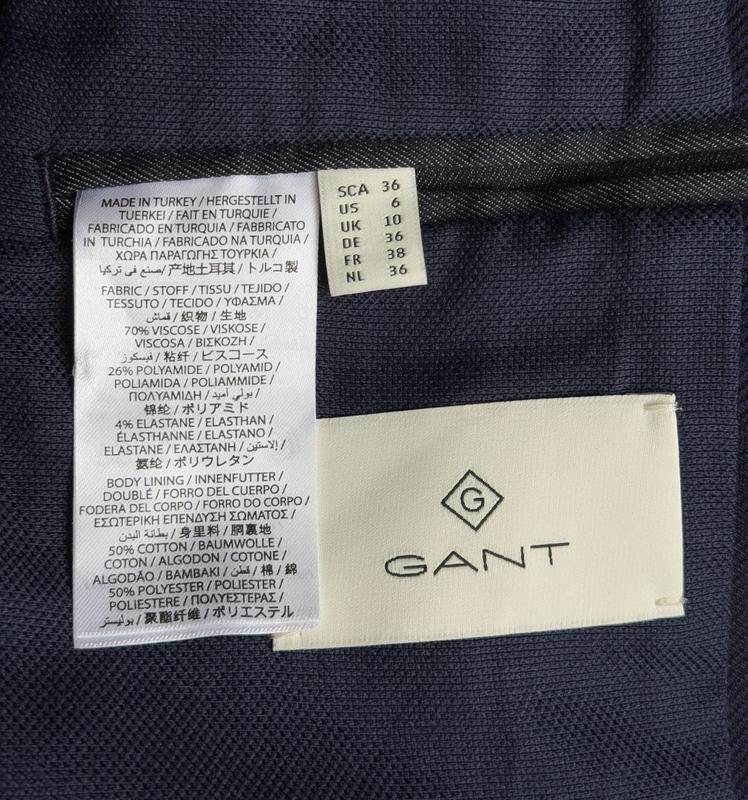 MADE IN TURKEY / HERGESTELLT IN
TUERKEI / FAIT EN TURQUIE /
FABRICADO EN TURQUIA / FABBRICATO
IN TURCHIA / FABRICADO NA TURQUIA /
ΧΩΡΑ ΠΑΡΑΓΩΓΗΣ ΤΟΥΡΚΙΑ /
صنع في تركيا / 产地土耳其 / トルコ製
FABRIC / STOFF / TISSU / TEJIDO /
TESSUTO / TECIDO / ΥΦΑΣΜΑ /
قماش / 织物 / 生地
70% VISCOSE / VISKOSE /
VISCOSA / ΒΙΣΚΟΖΗ /
فيسكوز / 粘纤 / ビスコース
26% POLYAMIDE / POLYAMID /
POLIAMIDA / POLIAMMIDE /
ΠΟΛΥΑΜΙΔΗ / بولي أميد /
锦纶 / ポリアミド
4% ELASTANE / ELASTHAN /
ÉLASTHANNE / ELASTANO /
ELASTANE / ΕΛΑΣΤΑΝΗ / إلاستين /
氨纶 / ポリウレタン
BODY LINING / INNENFUTTER /
DOUBLÉ / FORRO DEL CUERPO /
FODERA DEL CORPO / FORRO DO CORPO /
ΕΣΩΤΕΡΙΚΗ ΕΠΕΝΔΥΣΗ ΣΩΜΑΤΟΣ /
بطانة البدن / 身里料 / 胴裏地
50% COTTON / BAUMWOLLE /
COTON / ALGODON / COTONE /
ALGODÃO / ΒΑΜΒΑΚΙ / قطن / 棉 / 綿
50% POLYESTER / POLIESTER /
POLIESTERE / ΠΟΛΥΕΣΤΕΡΑΣ /
بوليستر / 聚酯纤维 / ポリエステル
SCA 36
US 6
UK 10
DE 36
FR 38
NL 36
G
GANT